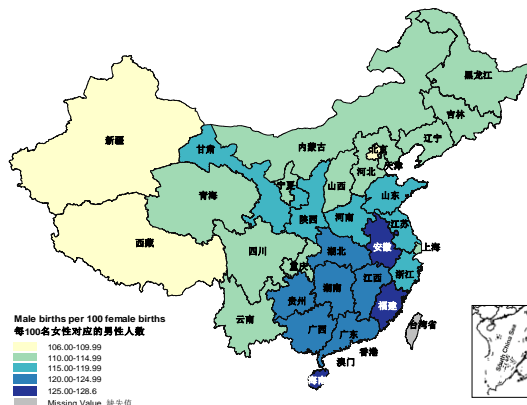 黑龙江
吉林
新疆
内蒙古
辽宁
甘肃
北京
天津
河北
宁夏
山西
山东
青海
陕西
河南
江苏
西藏
安徽
上海
四川
湖北
重庆
浙江
湖南
江西
贵州
福建
云南
广西
广东
台湾省
香港
澳门
Male births per 100 female births
每100名女性对应的男性人数
106.00-109.99
110.00-114.99
115.00-119.99
120.00-124.99
125.00-128.6
Missing Value 缺失值
South China Sea